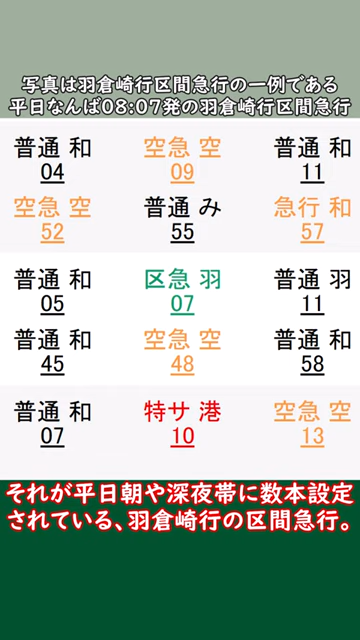 写真は羽倉崎行区間急行の一例である
平日なんば08:07発の羽倉崎行区間急行
普通 和 空急 空 普通 和
04 09 11
空急 空 普通 み 急行 和
52 55 57
普通 和 区急 羽 普通 羽
05 07 11
普通 和 空急 空 普通 和
45 48 58
普通 和 特サ 港 空急 空
07 10 13
それが平日朝や深夜帯に数本設定
されている、羽倉崎行の区間急行。